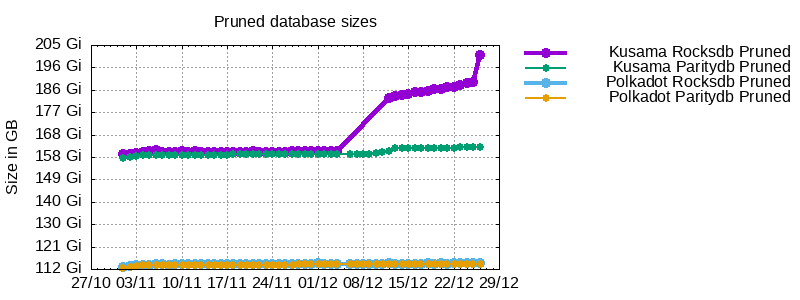 Pruned database sizes
205 Gi
196 Gi
186 Gi
177 Gi
168 Gi
158 Gi
149 Gi
140 Gi
130 Gi
121 Gi
112 Gi
Size in GB
27/10 03/11 10/11 17/11 24/11 01/12 08/12 15/12 22/12 29/12
Kusama Rocksdb Pruned
Kusama Paritydb Pruned
Polkadot Rocksdb Pruned
Polkadot Paritydb Pruned